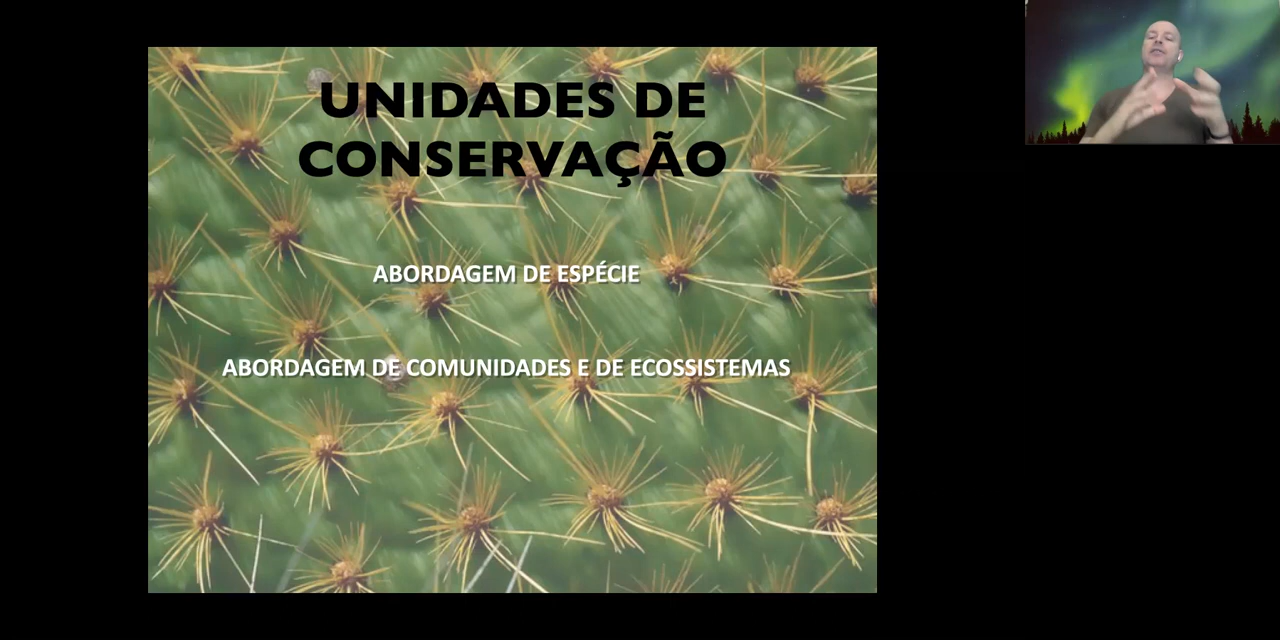 UNIDADES DE
CONSERVAÇÃO
ABORDAGEM DE ESPÉCIE
ABORDAGEM DE COMUNIDADES E DE ECOSSISTEMAS